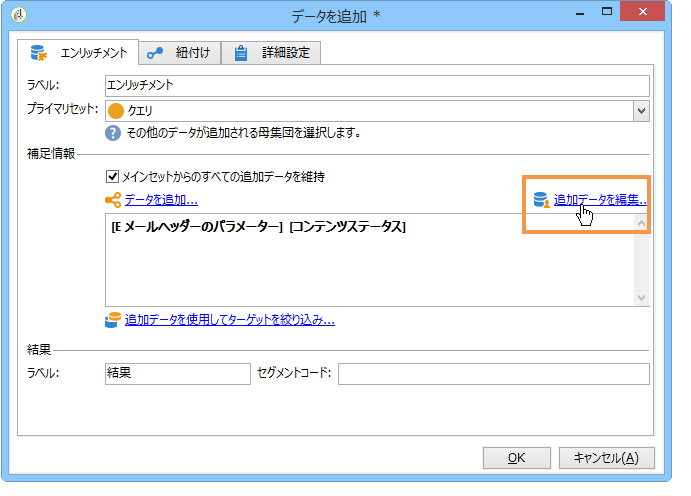 データを追加 *
エンリッチメント 紐付け 詳細設定
ラベル: エンリッチメント
プライマリセット: クエリ
? その他のデータが追加される母集団を選択します。
補足情報
メインセットからのすべての追加データを維持
データを追加... 追加データを編集...
[E メールヘッダーのパラメーター] [コンテンツステータス]
追加データを使用してターゲットを絞り込み...
結果
ラベル: 結果 セグメントコード:
OK キャンセル(A)